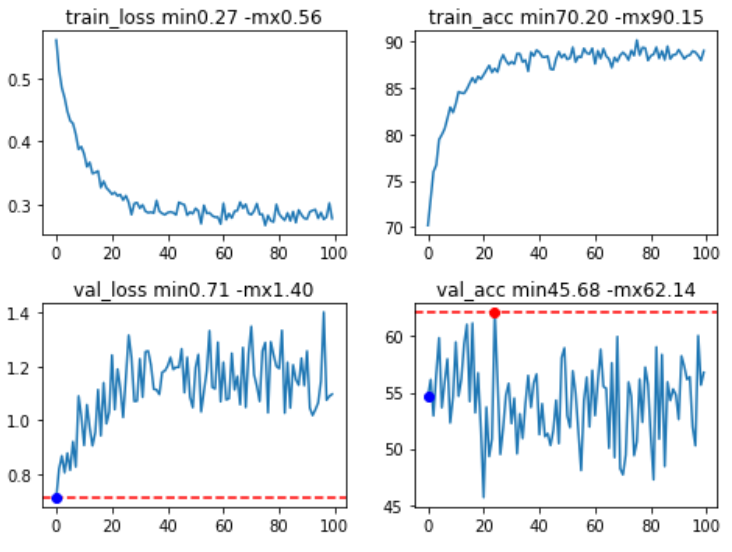 train_loss min0.27 -mx0.56
0.5
0.4
0.3
0 20 40 60 80 100
train_acc min70.20 -mx90.15
90
85
80
75
70
0 20 40 60 80 100
val_loss min0.71 -mx1.40
1.4
1.2
1.0
0.8
0 20 40 60 80 100
val_acc min45.68 -mx62.14
60
55
50
45
0 20 40 60 80 100